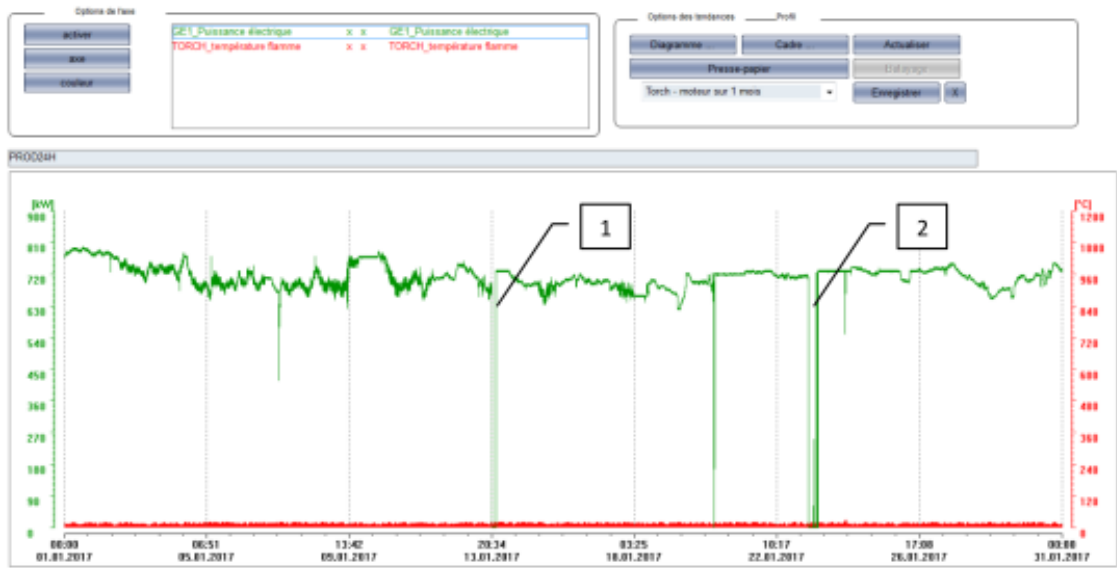 Options de l'axe
activer
axe
couleur
GE1_Puissance électrique x x GE1_Puissance électrique
TORCH_température flamme x x TORCH_température flamme
Options des tendances Profil
Diagramme ... Cadre ... Actualiser
Presse-papier Balayage
Torch - moteur sur 1 mois Enregistrer X
PROD24H
[kW] [°C]
900 1200
810 1080
720 960
630 840
540 720
450 600
360 480
270 360
180 240
90 120
0 0
1 2
00:00 06:51 13:42 20:34 03:25 10:17 17:08 00:00
01.01.2017 05.01.2017 09.01.2017 13.01.2017 18.01.2017 22.01.2017 26.01.2017 31.01.2017